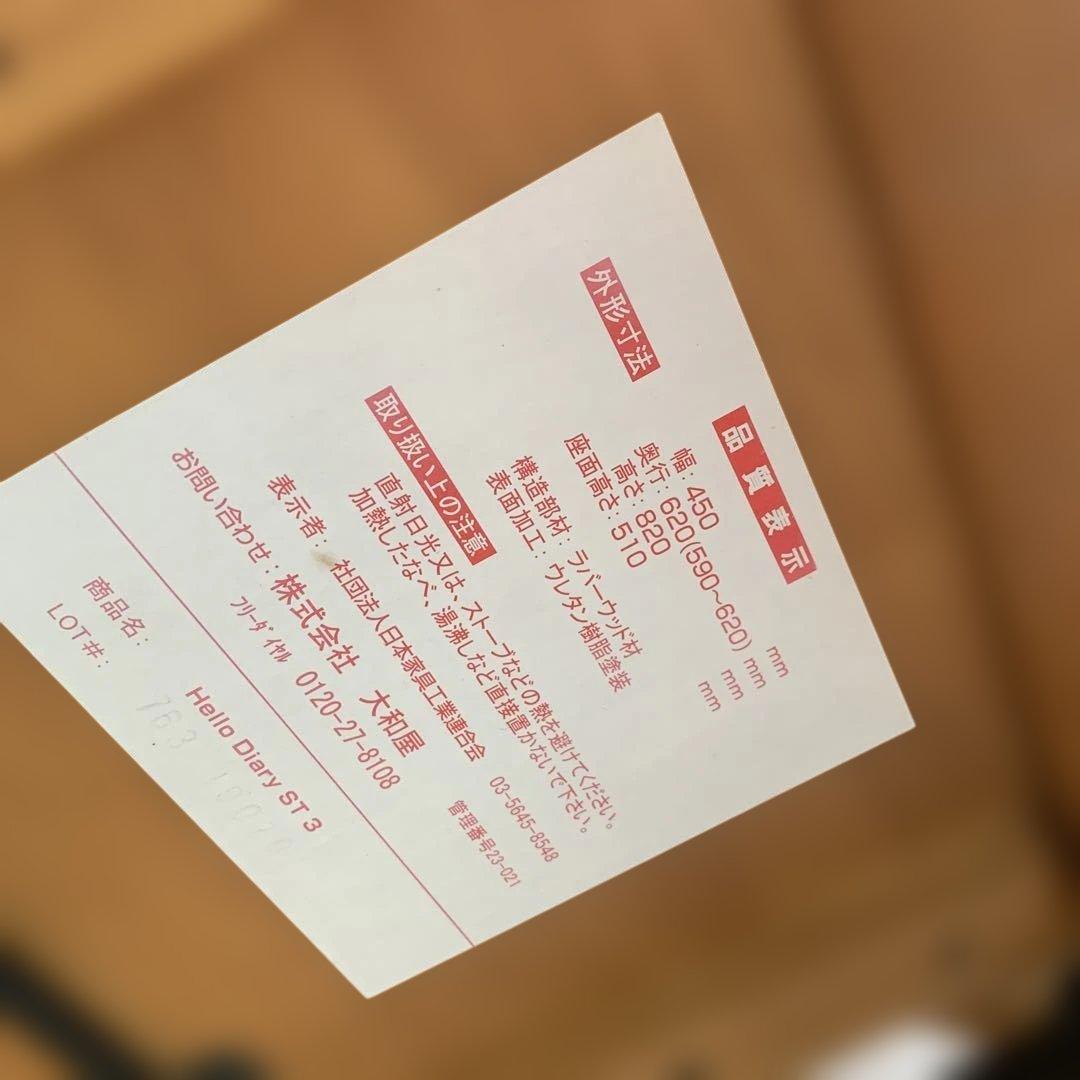 品質表示
外形寸法
幅：450 mm
奥行：620(590～620) mm
高さ：820 mm
座面高さ：510 mm
構造部材：ラバーウッド材
表面加工：ウレタン樹脂塗装
取り扱い上の注意
直射日光又は、ストーブなどの熱を避けてください。
加熱したなべ、湯沸しなど直接置かないで下さい。
表示者：社団法人日本家具工業連合会 03-5645-8548
管理番号23-021
お問い合わせ：株式会社 大和屋
フリーダイヤル 0120-27-8108
商品名： Hello Diary ST 3
LOT＃： 763